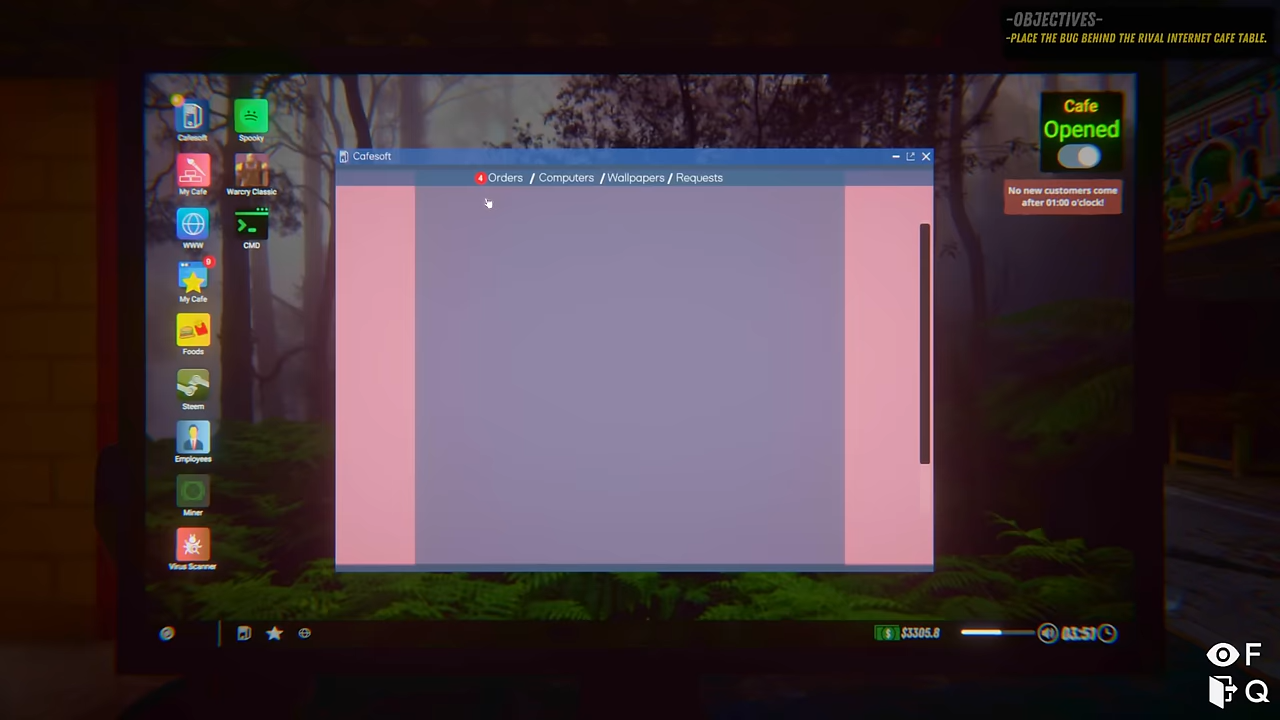 -OBJECTIVES-
-PLACE THE BUG BEHIND THE RIVAL INTERNET CAFE TABLE.
Cafesoft
Spooky
My Cafe
Warcry Classic
WWW
CMD
My Cafe
9
Foods
Steem
Employees
Miner
Virus Scanner
Cafesoft
4 Orders / Computers / Wallpapers / Requests
Cafe
Opened
No new customers come
after 01:00 o'clock!
$3305.8
03:51
F
Q